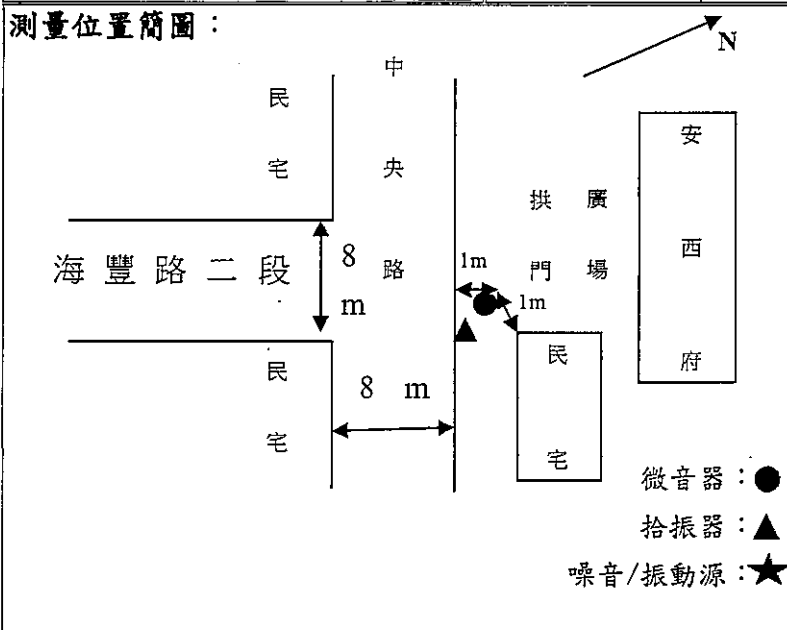 測量位置簡圖：
N
中央路
民宅
海豐路二段
8 m
民宅
8 m
1m
1m
拱門
廣場
民宅
安西府
微音器：●
拾振器：▲
噪音/振動源：★